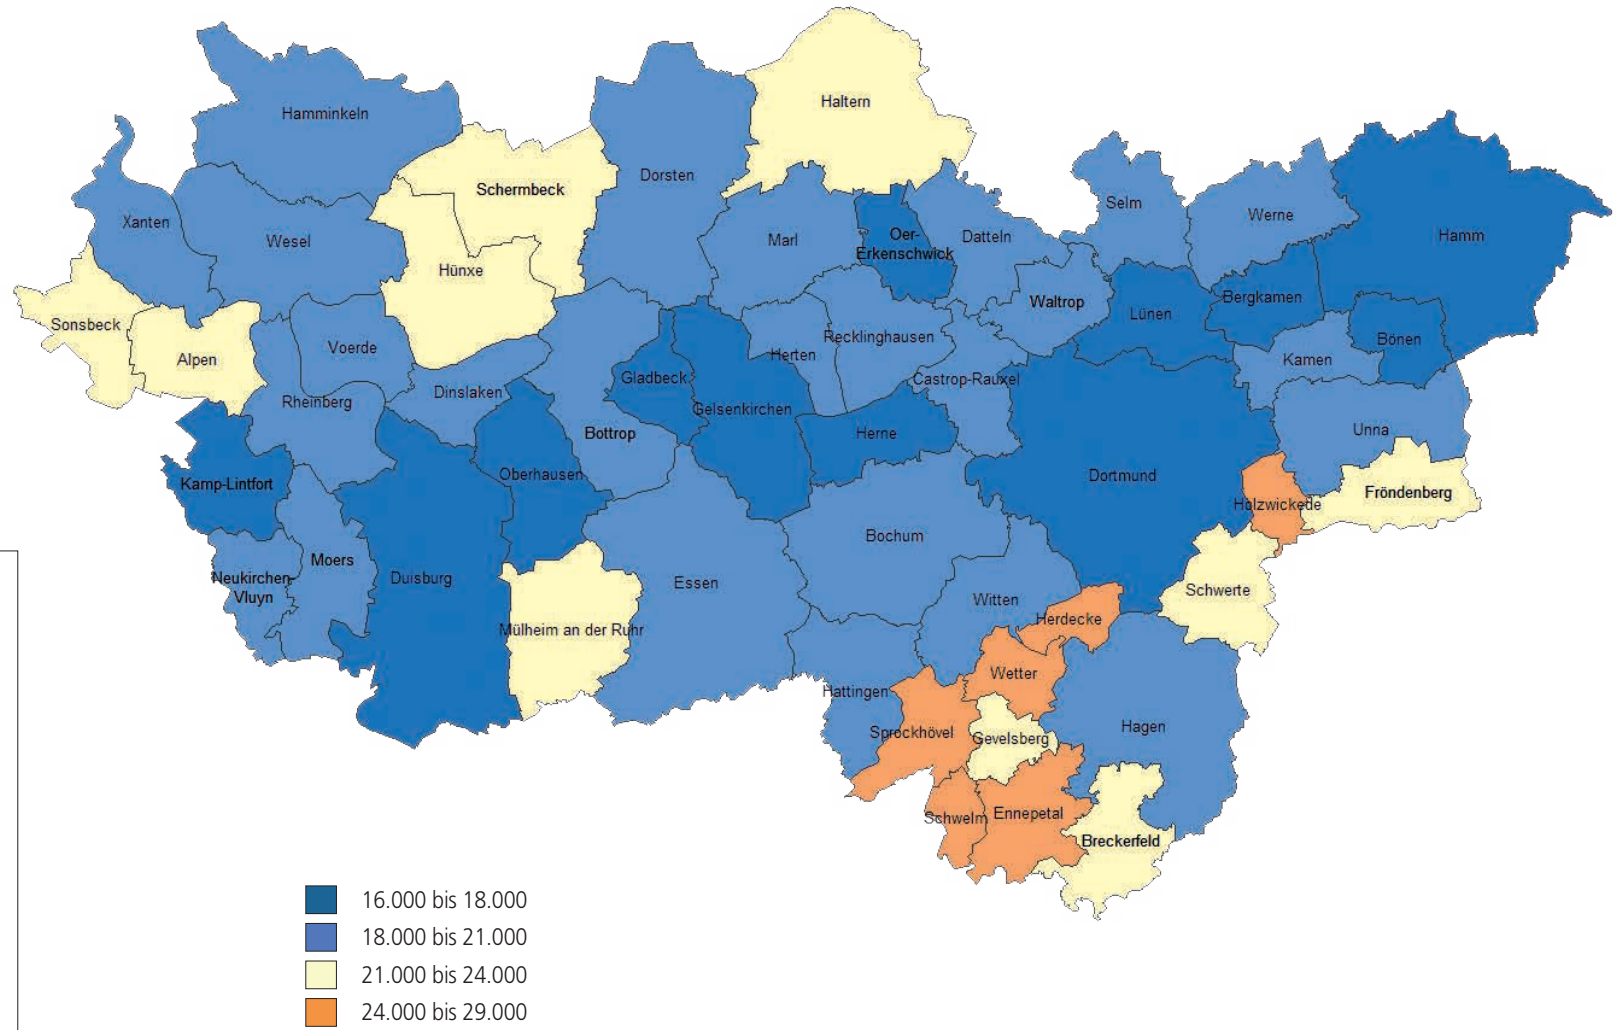 Haltern
Hamminkeln
Dorsten
Schermbeck
Selm
Werne
Xanten
Wesel
Marl
Oer-
Erkenschwick
Datteln
Hamm
Hünxe
Waltrop
Bergkamen
Lünen
Sonsbeck
Alpen
Voerde
Herten
Recklinghausen
Bönen
Kamen
Gladbeck
Castrop-Rauxel
Dinslaken
Rheinberg
Gelsenkirchen
Unna
Bottrop
Herne
Kamp-Lintfort
Oberhausen
Dortmund
Fröndenberg
Holzwickede
Bochum
Moers
Neukirchen-
Vluyn
Duisburg
Essen
Schwerte
Witten
Herdecke
Mülheim an der Ruhr
Wetter
Hattingen
Sprockhövel
Gevelsberg
Hagen
Schwelm
Ennepetal
Breckerfeld
16.000 bis 18.000
18.000 bis 21.000
21.000 bis 24.000
24.000 bis 29.000